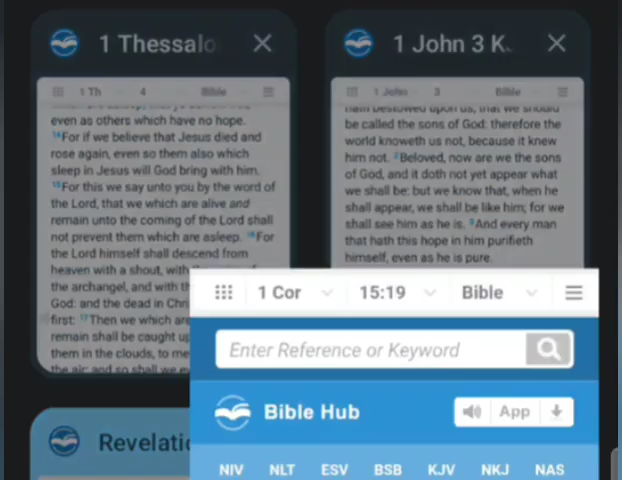 1 Thessalo
1 John 3 K
1 Th 4 Bible
even as others which have no hope.
14For if we believe that Jesus died and
rose again, even so them also which
sleep in Jesus will God bring with him.
15For this we say unto you by the word of
the Lord, that we which are alive and
remain unto the coming of the Lord shall
not prevent them which are asleep. 16For
the Lord himself shall descend from
heaven with a shout, with
the archangel, and with th
God: and the dead in Chri
first: 17Then we which are
remain shall be caught up
them in the clouds, to me
the air: and so shall we e
1 John 3 Bible
hath bestowed upon us, that we should
be called the sons of God: therefore the
world knoweth us not, because it knew
him not. 2Beloved, now are we the sons
of God, and it doth not yet appear what
we shall be: but we know that, when he
shall appear, we shall be like him; for we
shall see him as he is. 3And every man
that hath this hope in him purifieth
himself, even as he is pure.
1 Cor 15:19 Bible
Enter Reference or Keyword
Bible Hub
App
Revelatio
NIV NLT ESV BSB KJV NKJ NAS